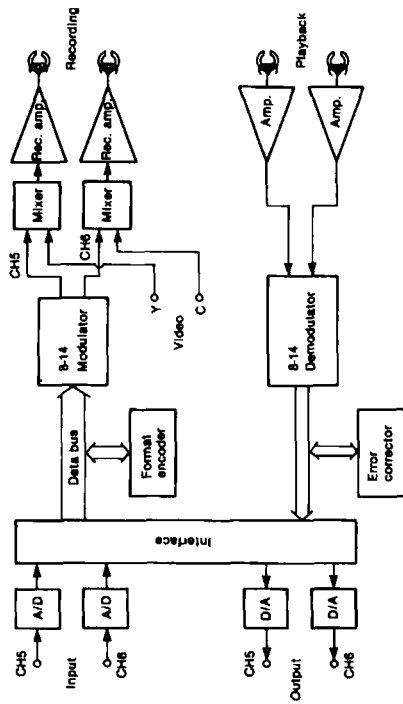 Input
CH5
A/D
CH6
A/D
Interface
Data bus
Format
encoder
8-14
Modulator
CH5
CH6
Mixer
Mixer
Rec. amp.
Rec. amp.
Recording
Y
Video
C
Output
CH5
D/A
CH6
D/A
Error
corrector
8-14
Demodulator
Amp.
Amp.
Playback